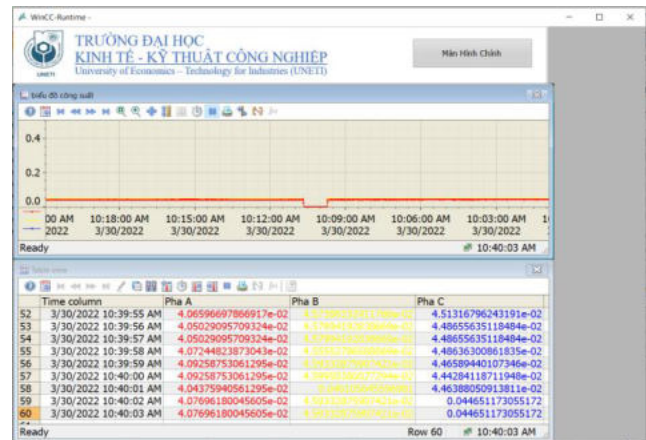 WinCC-Runtime -
TRƯỜNG ĐẠI HỌC
KINH TẾ - KỸ THUẬT CÔNG NGHIỆP
University of Economics – Technology for Industries (UNETI)
UNETI
Màn Hình Chính
biểu đồ công suất
0.4
0.2
0.0
00 AM 10:18:00 AM 10:15:00 AM 10:12:00 AM 10:09:00 AM 10:06:00 AM 10:03:00 AM 1
2022 3/30/2022 3/30/2022 3/30/2022 3/30/2022 3/30/2022 3/30/2022
Ready 10:40:03 AM
Time column Pha A Pha B Pha C
52 3/30/2022 10:39:55 AM 4.06596697866917e-02 4.51316796243191e-02
53 3/30/2022 10:39:56 AM 4.05029095709324e-02 4.48655635118484e-02
54 3/30/2022 10:39:57 AM 4.05029095709324e-02 4.48655635118484e-02
55 3/30/2022 10:39:58 AM 4.07244823873043e-02 4.48636300861835e-02
56 3/30/2022 10:39:59 AM 4.09258753061295e-02 4.46589440107346e-02
57 3/30/2022 10:40:00 AM 4.09258753061295e-02 4.44284118711948e-02
58 3/30/2022 10:40:01 AM 4.04375940561295e-02 4.46388050913811e-02
59 3/30/2022 10:40:02 AM 4.07696180045605e-02 0.044651173055172
60 3/30/2022 10:40:03 AM 4.07696180045605e-02 0.044651173055172
Ready Row 60 10:40:03 AM